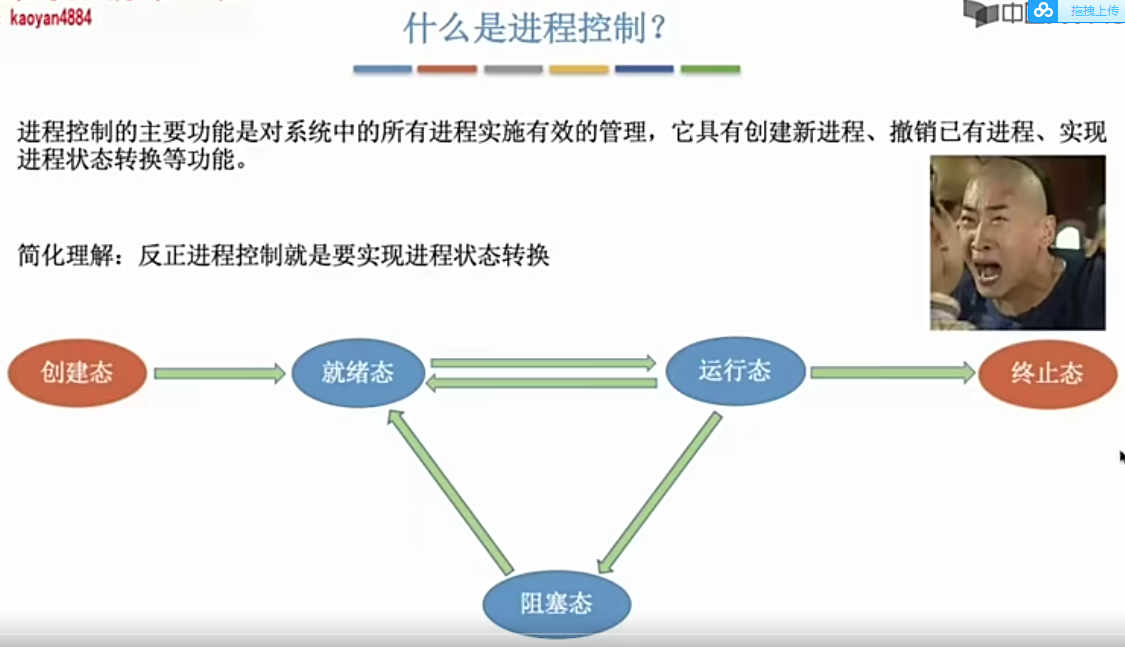 kaoyan4884
中
拖拽上传
什么是进程控制？
进程控制的主要功能是对系统中的所有进程实施有效的管理，它具有创建新进程、撤销已有进程、实现
进程状态转换等功能。
简化理解：反正进程控制就是要实现进程状态转换
创建态
就绪态
运行态
终止态
阻塞态